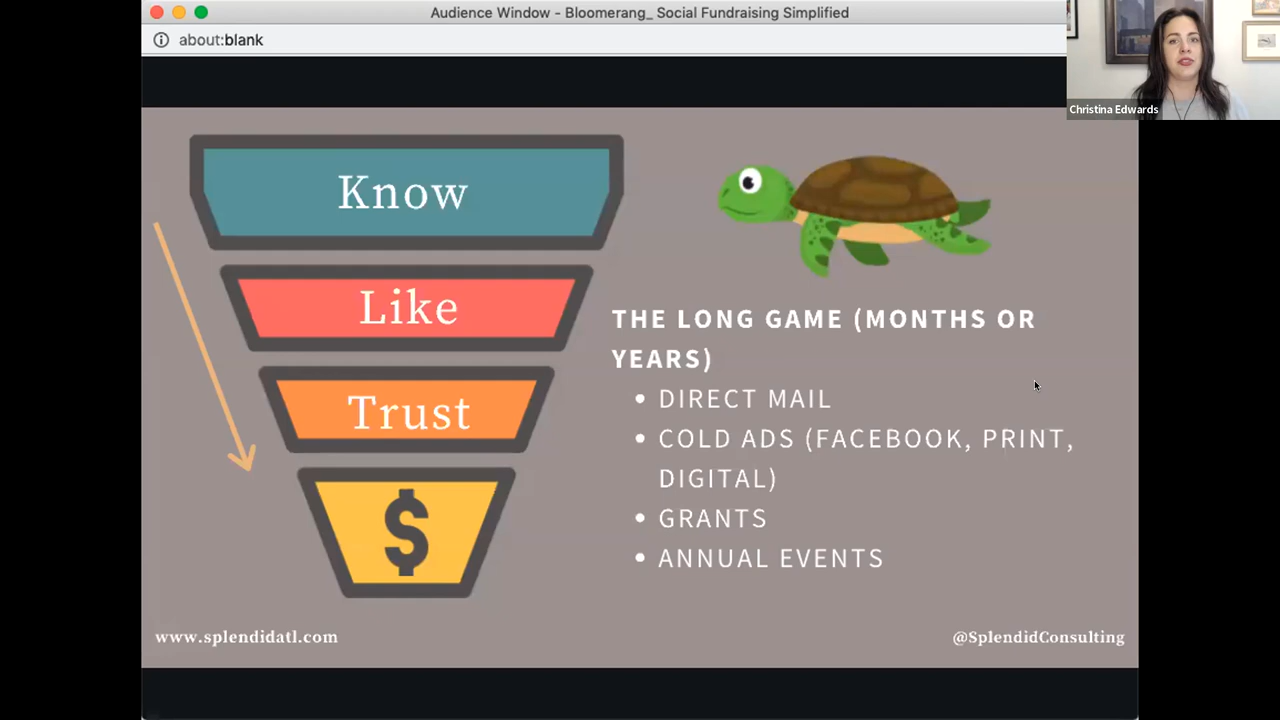 Audience Window - Bloomerang_ Social Fundraising Simplified
about:blank
Christina Edwards
Know
Like
Trust
$
THE LONG GAME (MONTHS OR
YEARS)
• DIRECT MAIL
• COLD ADS (FACEBOOK, PRINT,
DIGITAL)
• GRANTS
• ANNUAL EVENTS
www.splendidatl.com
@SplendidConsulting